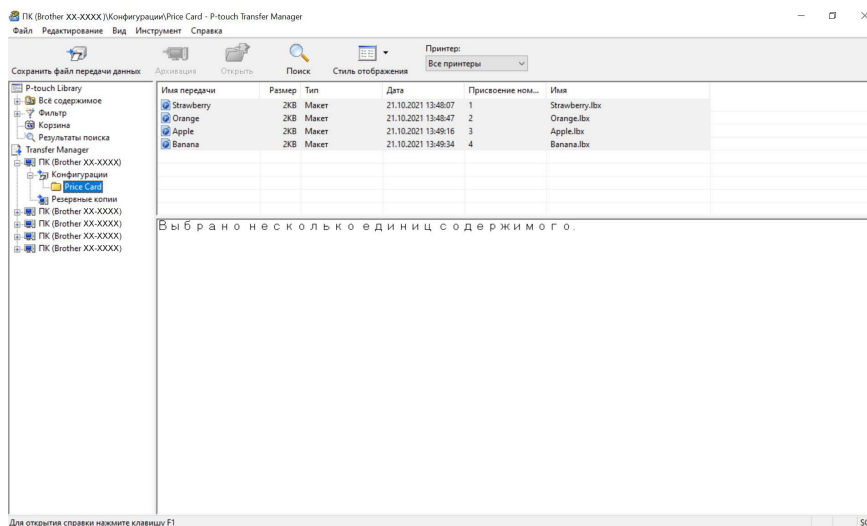 ПК (Brother XX-XXXX )\Конфигурации\Price Card - P-touch Transfer Manager
Файл Редактирование Вид Инструмент Справка
Сохранить файл передачи данных Архивация Открыть Поиск Стиль отображения
Принтер:
Все принтеры
P-touch Library
Всё содержимое
Фильтр
Корзина
Результаты поиска
Transfer Manager
ПК (Brother XX-XXXX)
Конфигурации
Price Card
Резервные копии
ПК (Brother XX-XXXX)
ПК (Brother XX-XXXX)
ПК (Brother XX-XXXX)
ПК (Brother XX-XXXX)
Имя передачи Размер Тип Дата Присвоение ном... Имя
Strawberry 2KB Макет 21.10.2021 13:48:07 1 Strawberry.lbx
Orange 2KB Макет 21.10.2021 13:48:47 2 Orange.lbx
Apple 2KB Макет 21.10.2021 13:49:16 3 Apple.lbx
Banana 2KB Макет 21.10.2021 13:49:34 4 Banana.lbx
Выбрано несколько единиц содержимого.
Для открытия справки нажмите клавишу F1